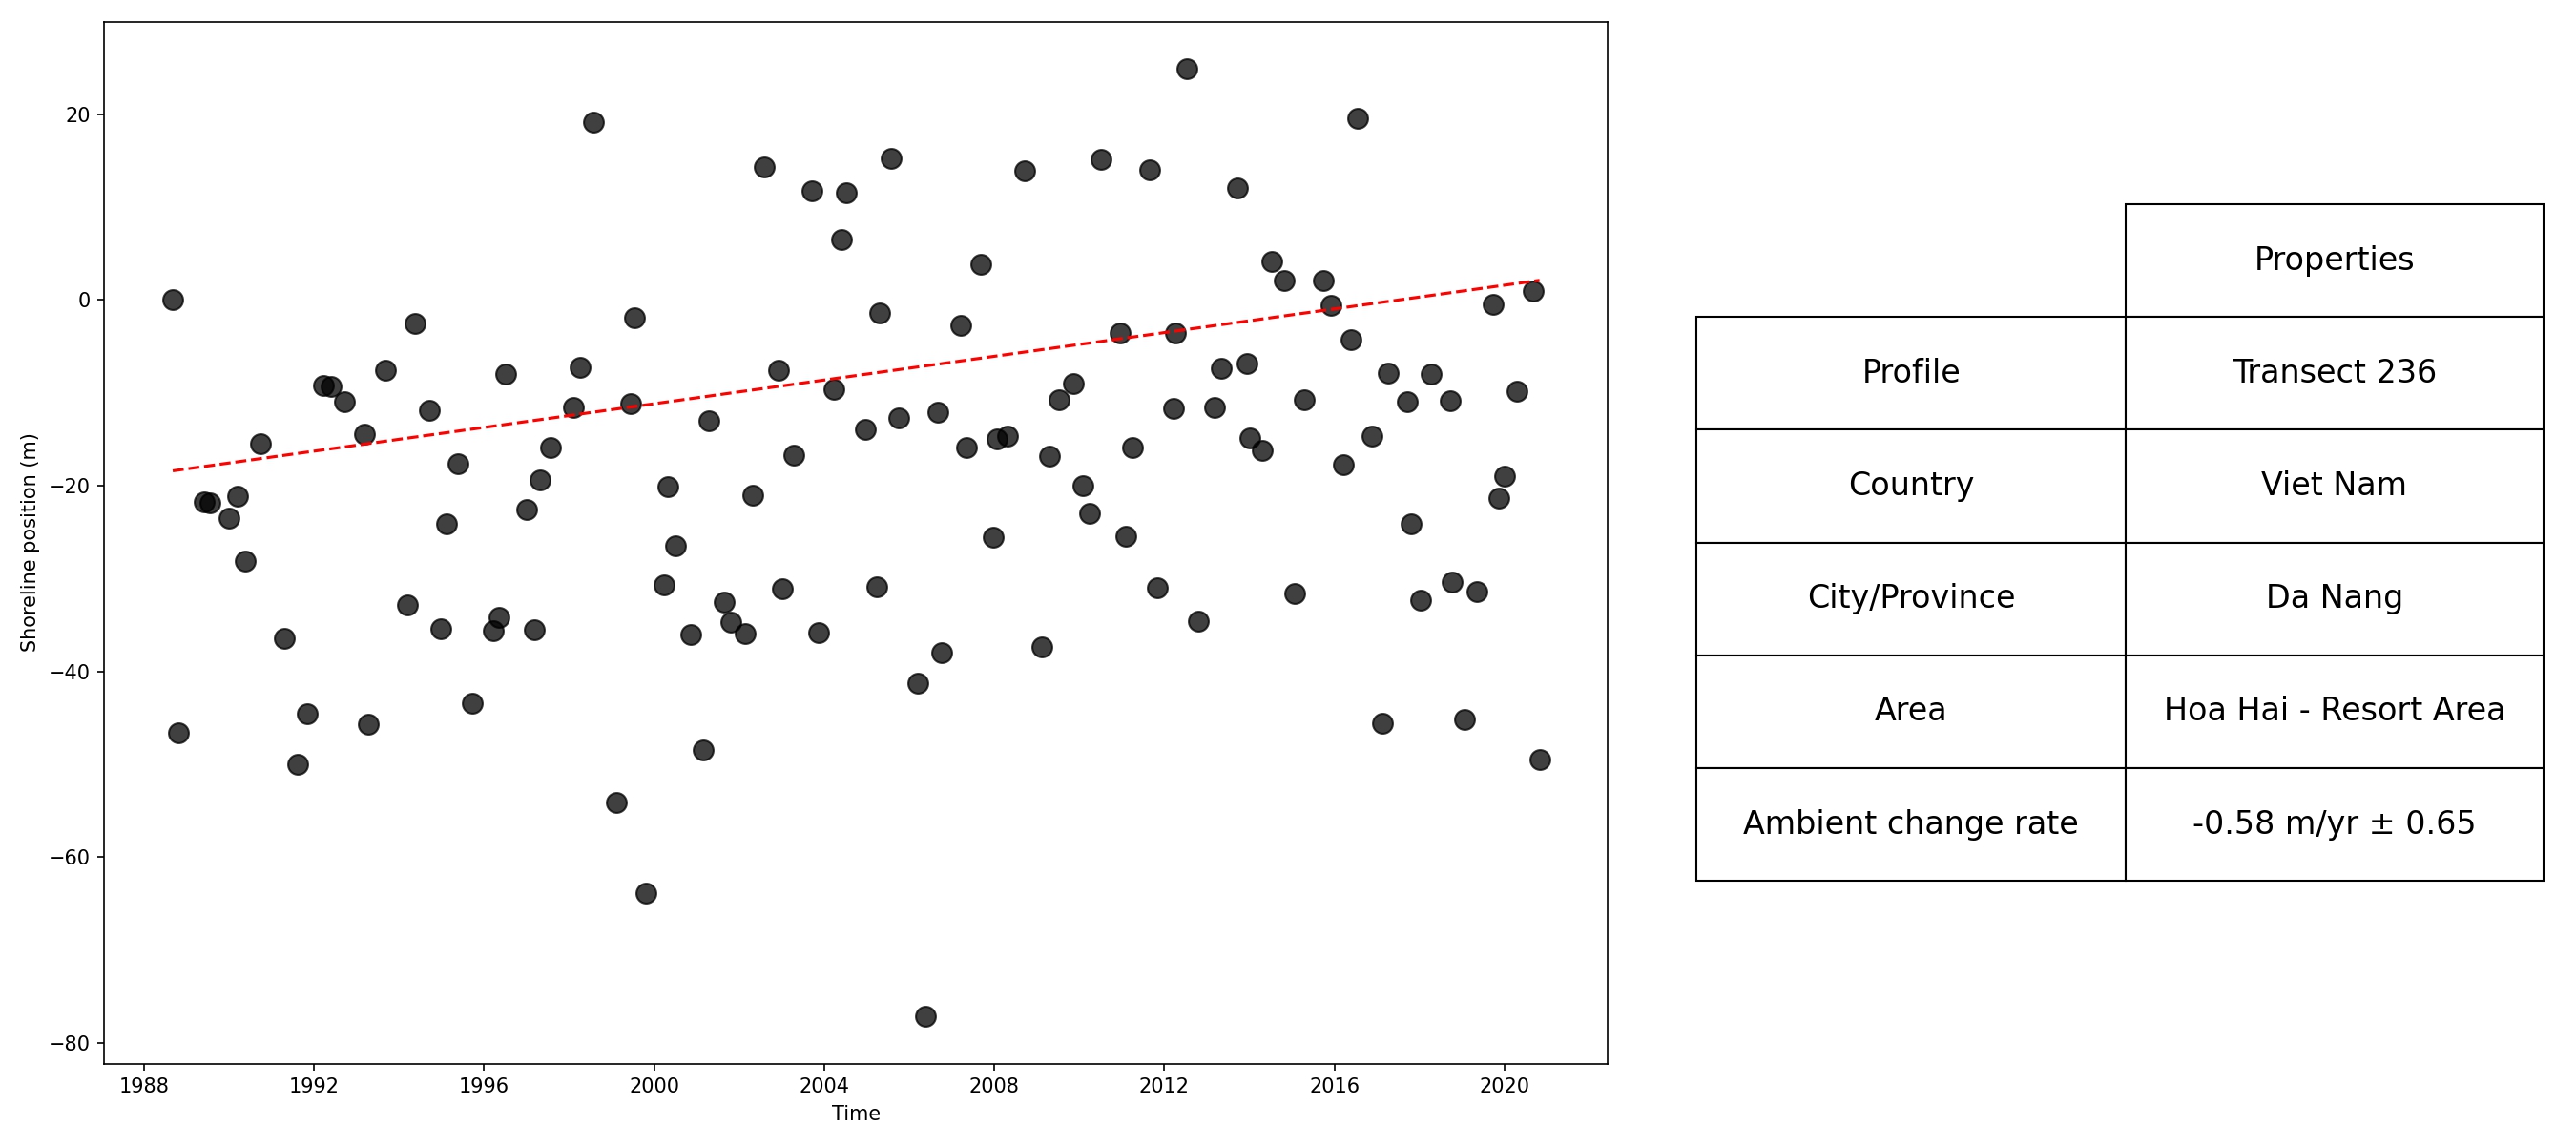 20
0
−20
−40
−60
−80
Shoreline position (m)
1988 1992 1996 2000 2004 2008 2012 2016 2020
Time
Properties
Profile Transect 236
Country Viet Nam
City/Province Da Nang
Area Hoa Hai - Resort Area
Ambient change rate -0.58 m/yr ± 0.65